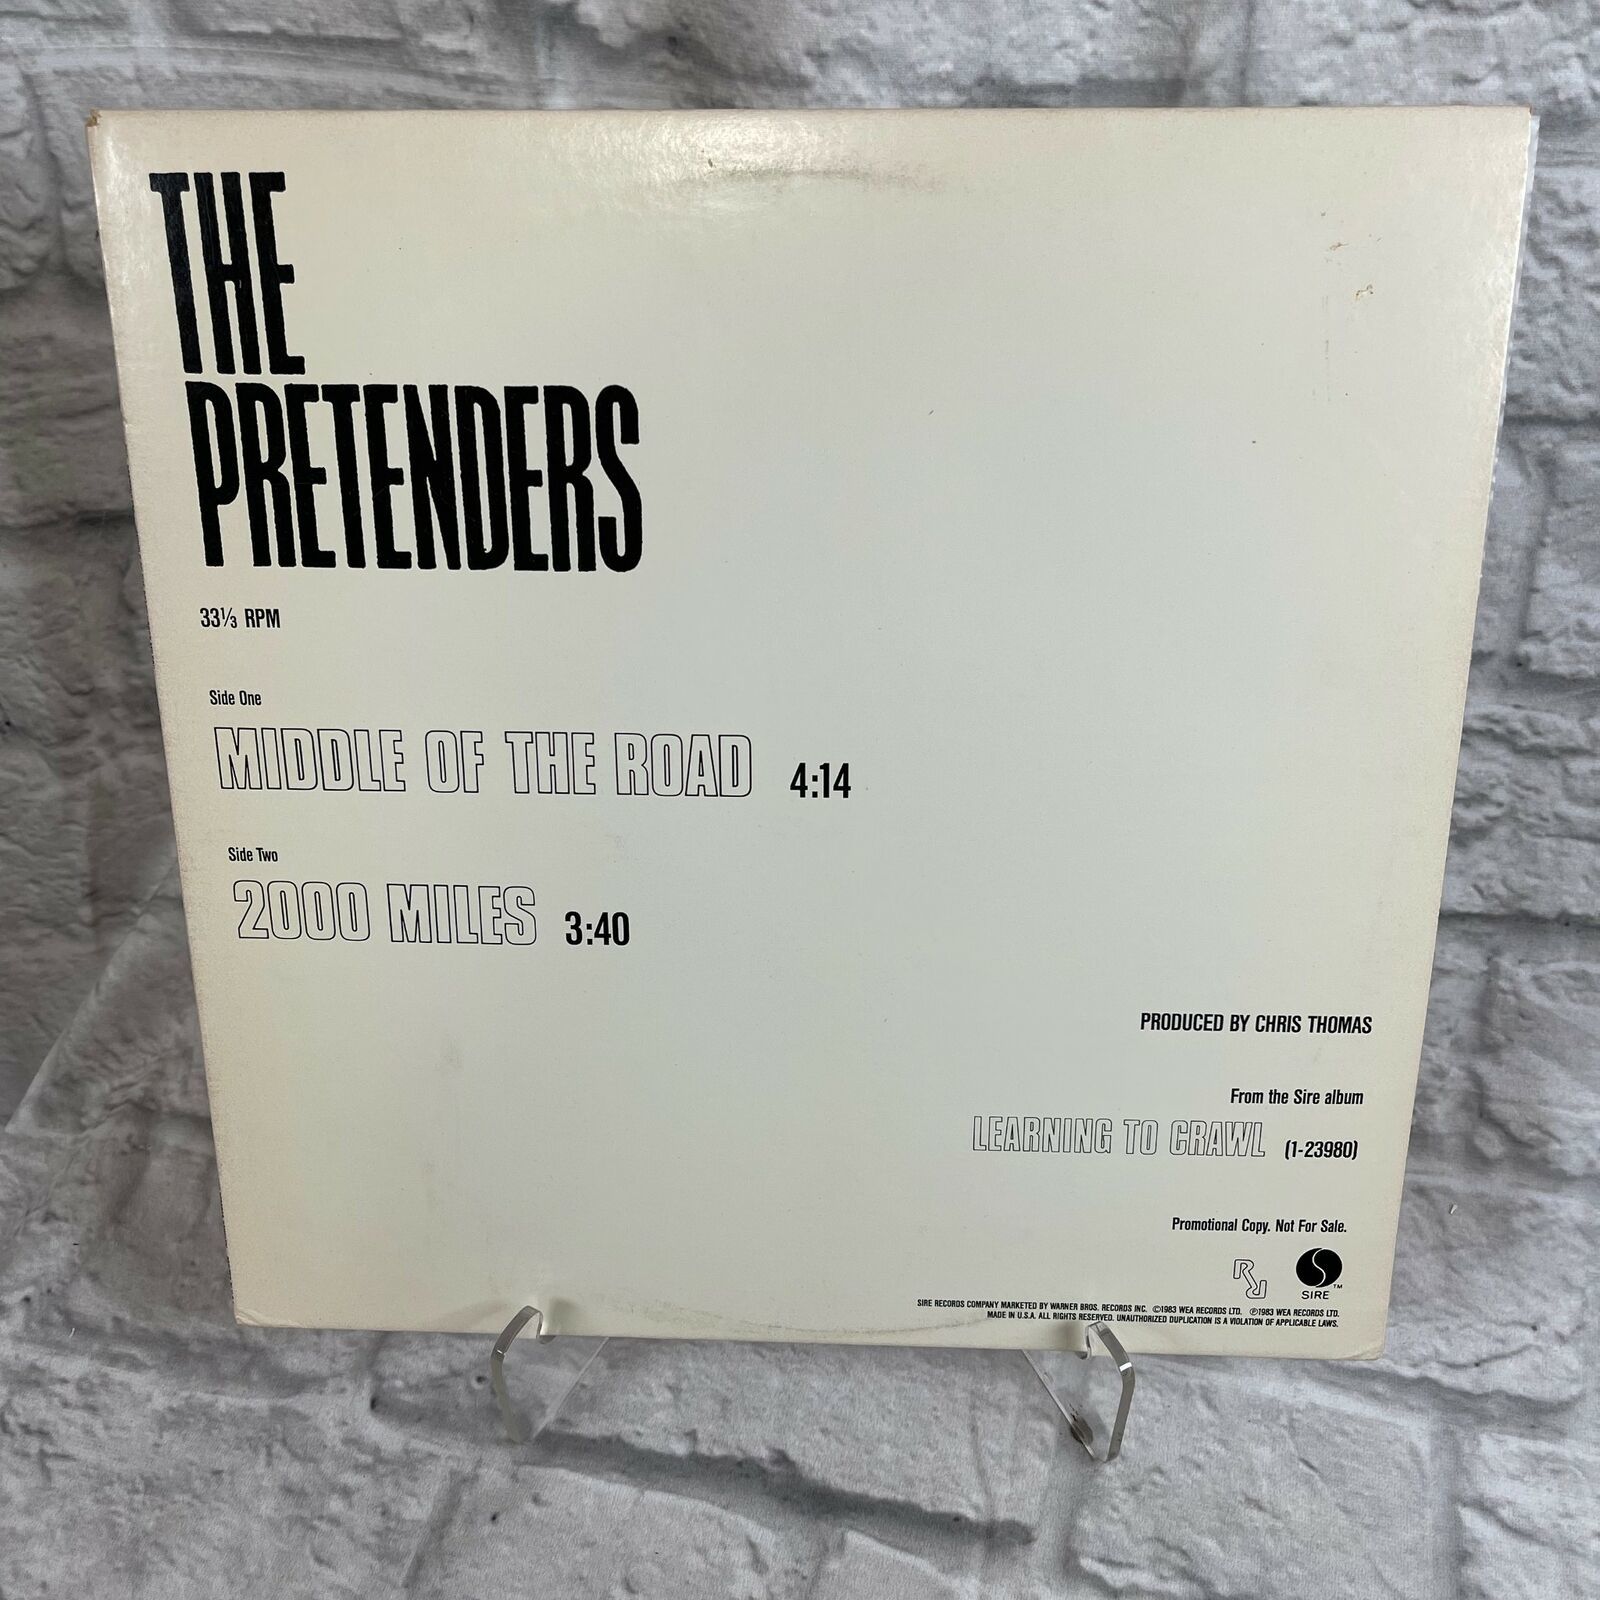 THE
PRETENDERS
33⅓ RPM
Side One
MIDDLE OF THE ROAD 4:14
Side Two
2000 MILES 3:40
PRODUCED BY CHRIS THOMAS
From the Sire album
LEARNING TO CRAWL (1-23980)
Promotional Copy. Not For Sale.
SIRE ™
SIRE RECORDS COMPANY MARKETED BY WARNER BROS. RECORDS INC. ©1983 WEA RECORDS LTD. ℗1983 WEA RECORDS LTD.
MADE IN U.S.A. ALL RIGHTS RESERVED. UNAUTHORIZED DUPLICATION IS A VIOLATION OF APPLICABLE LAWS.